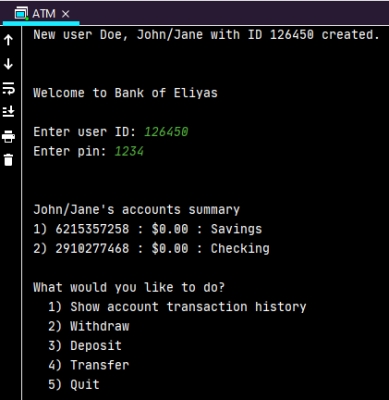 ATM
New user Doe, John/Jane with ID 126450 created.
Welcome to Bank of Eliyas
Enter user ID: 126450
Enter pin: 1234
John/Jane's accounts summary
1) 6215357258 : $0.00 : Savings
2) 2910277468 : $0.00 : Checking
What would you like to do?
1) Show account transaction history
2) Withdraw
3) Deposit
4) Transfer
5) Quit